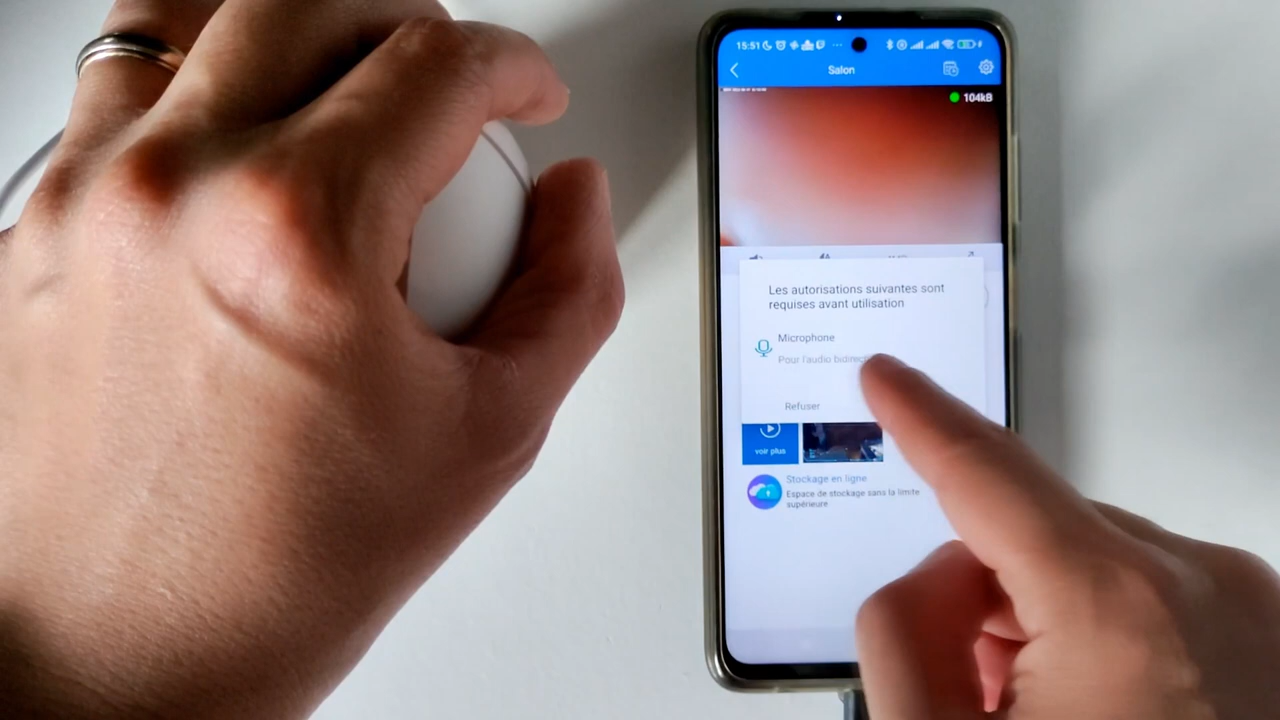 15:51
Salon
104kB
Les autorisations suivantes sont
requises avant utilisation
Microphone
Pour l'audio
Refuser
voir plus
Stockage en ligne
Espace de stockage sans la limite
supérieure